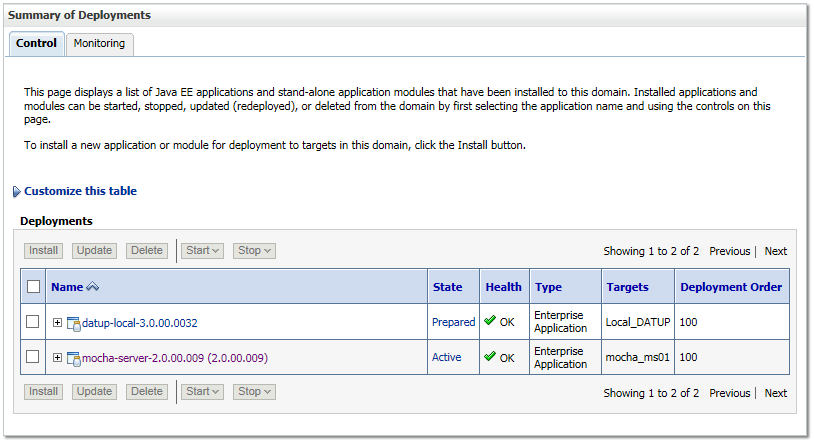 Summary of Deployments
Control Monitoring
This page displays a list of Java EE applications and stand-alone application modules that have been installed to this domain. Installed applications and
modules can be started, stopped, updated (redeployed), or deleted from the domain by first selecting the application name and using the controls on this
page.
To install a new application or module for deployment to targets in this domain, click the Install button.
Customize this table
Deployments
Install Update Delete Start Stop Showing 1 to 2 of 2 Previous | Next
Name State Health Type Targets Deployment Order
datup-local-3.0.00.0032 Prepared OK Enterprise Application Local_DATUP 100
mocha-server-2.0.00.009 (2.0.00.009) Active OK Enterprise Application mocha_ms01 100
Install Update Delete Start Stop Showing 1 to 2 of 2 Previous | Next